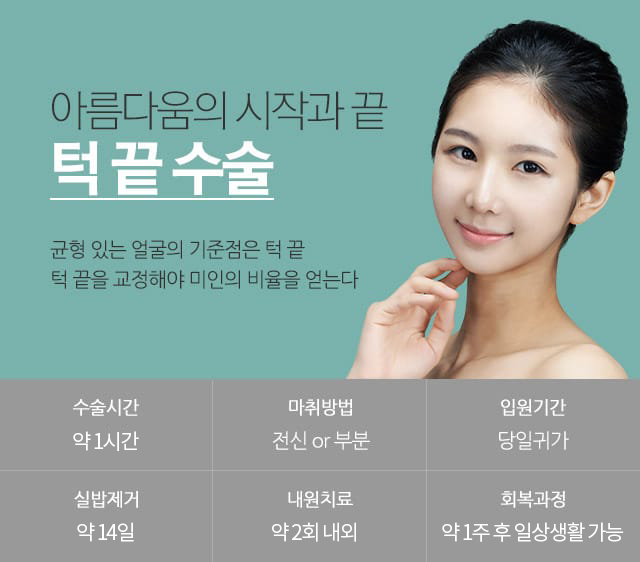 아름다움의 시작과 끝
턱 끝 수술
균형 있는 얼굴의 기준점은 턱 끝
턱 끝을 교정해야 미인의 비율을 얻는다
수술시간
약 1시간
마취방법
전신 or 부분
입원기간
당일귀가
실밥제거
약 14일
내원치료
약 2회 내외
회복과정
약 1주 후 일상생활 가능